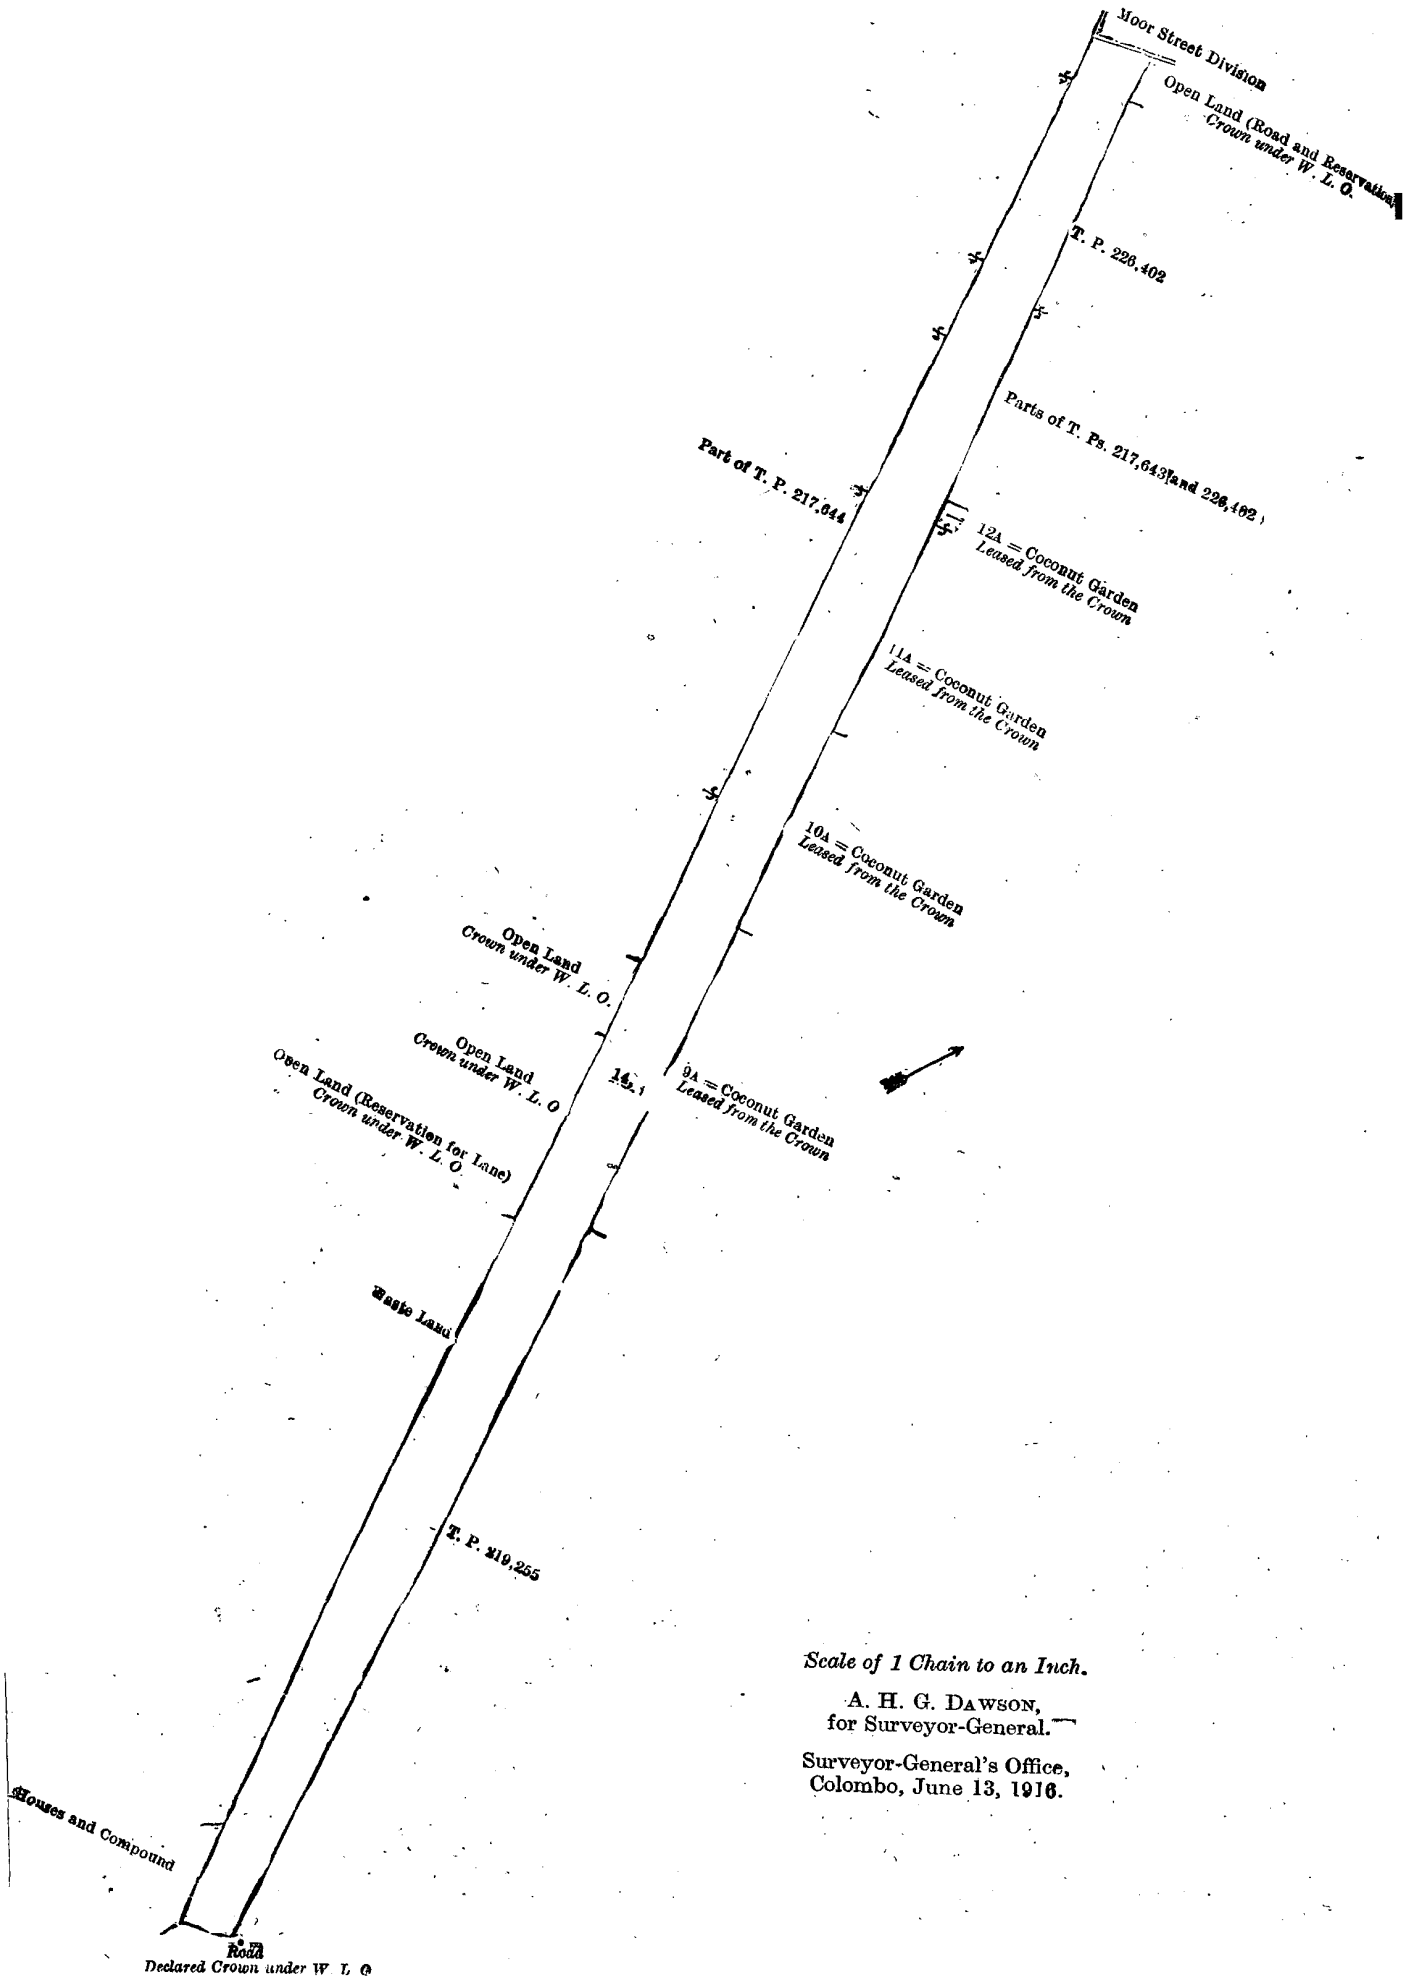 Moor Street Division
Open Land (Road and Reservation)
Crown under W. L. O.
T. P. 226,402
Parts of T. Ps. 217,643 and 226,402
Part of T. P. 217,644
12A = Coconut Garden
Leased from the Crown
11A = Coconut Garden
Leased from the Crown
10A = Coconut Garden
Leased from the Crown
Open Land
Crown under W. L. O.
Open Land
Crown under W. L. O
Open Land (Reservation for Lane)
Crown under W. L. O.
9A = Coconut Garden
Leased from the Crown
Waste Land
T. P. 219,255
Scale of 1 Chain to an Inch.
A. H. G. DAWSON,
for Surveyor-General.
Surveyor-General's Office,
Colombo, June 13, 1916.
Houses and Compound
Road
Declared Crown under W. L. O.